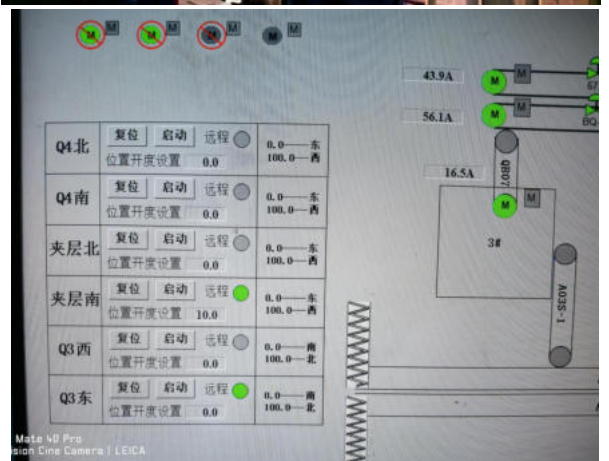 M M M M M M M M
43.9A M M 67
56.1A M M BQ-
Q4北 复位 启动 远程 0.0——东
位置开度设置 0.0 100.0——西
16.5A QB07
Q4南 复位 启动 远程 0.0——东
位置开度设置 0.0 100.0——西
M M
夹层北 复位 启动 远程 0.0——东
位置开度设置 0.0 100.0——西
3#
夹层南 复位 启动 远程 0.0——东
位置开度设置 10.0 100.0——西
A03S-1
Q3西 复位 启动 远程 0.0——南
位置开度设置 0.0 100.0——北
Q3东 复位 启动 远程 0.0——南
位置开度设置 0.0 100.0——北
Mate 40 Pro
ision Cine Camera | LEICA